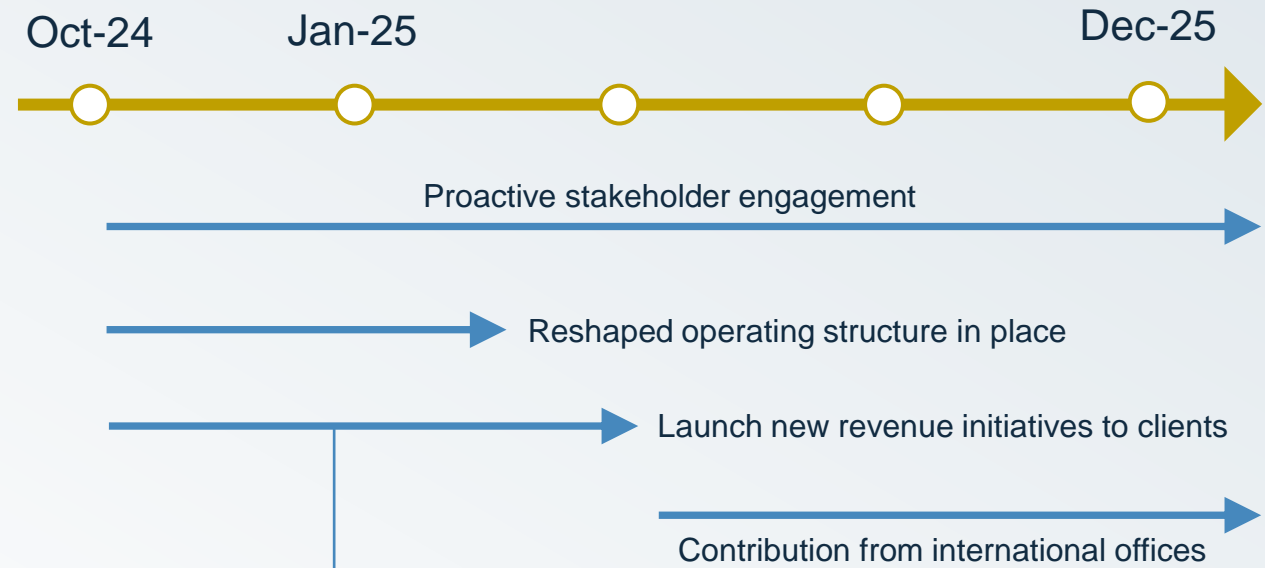 Oct-24
Jan-25
Dec-25
Proactive stakeholder engagement
Reshaped operating structure in place
Launch new revenue initiatives to clients
Contribution from international offices